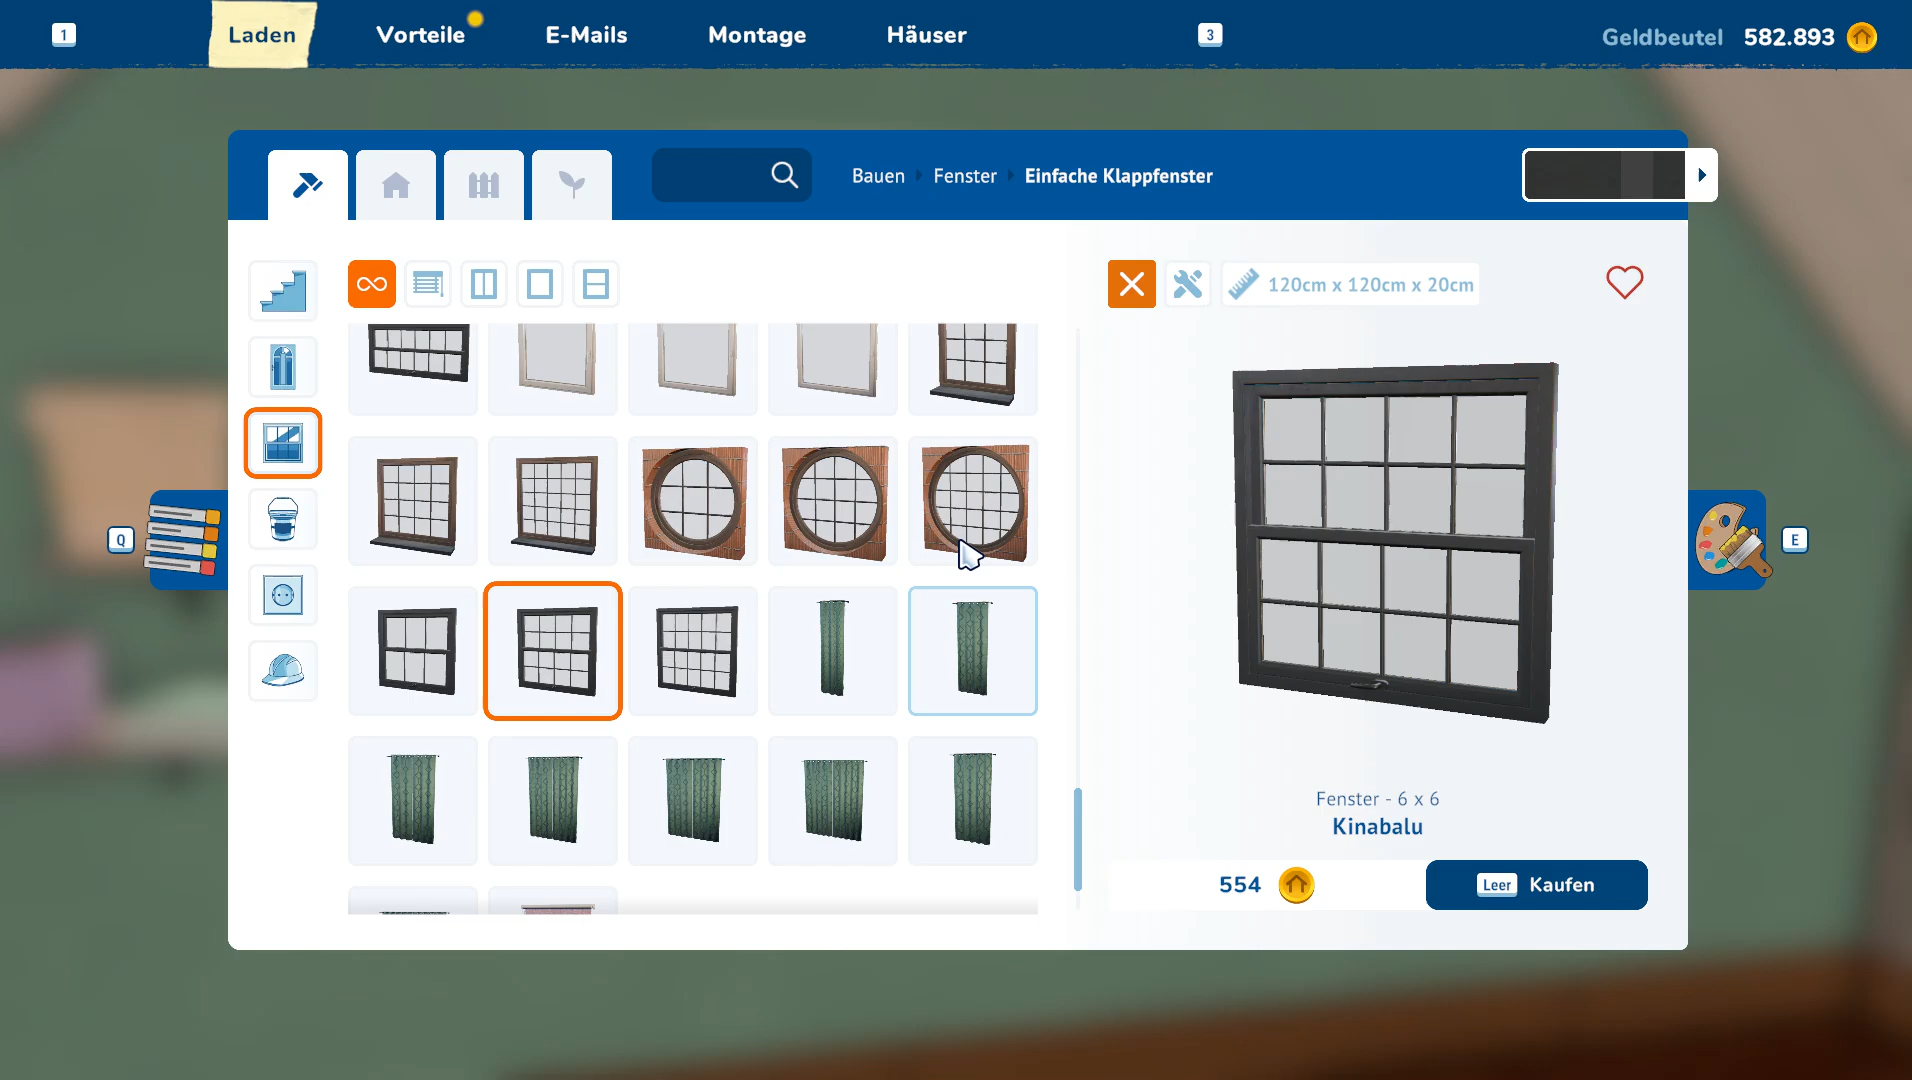 1
Laden
Vorteile
E-Mails
Montage
Häuser
3
Geldbeutel 582.893
Bauen Fenster Einfache Klappfenster
120cm x 120cm x 20cm
Q
E
Fenster - 6 x 6
Kinabalu
554
Leer Kaufen